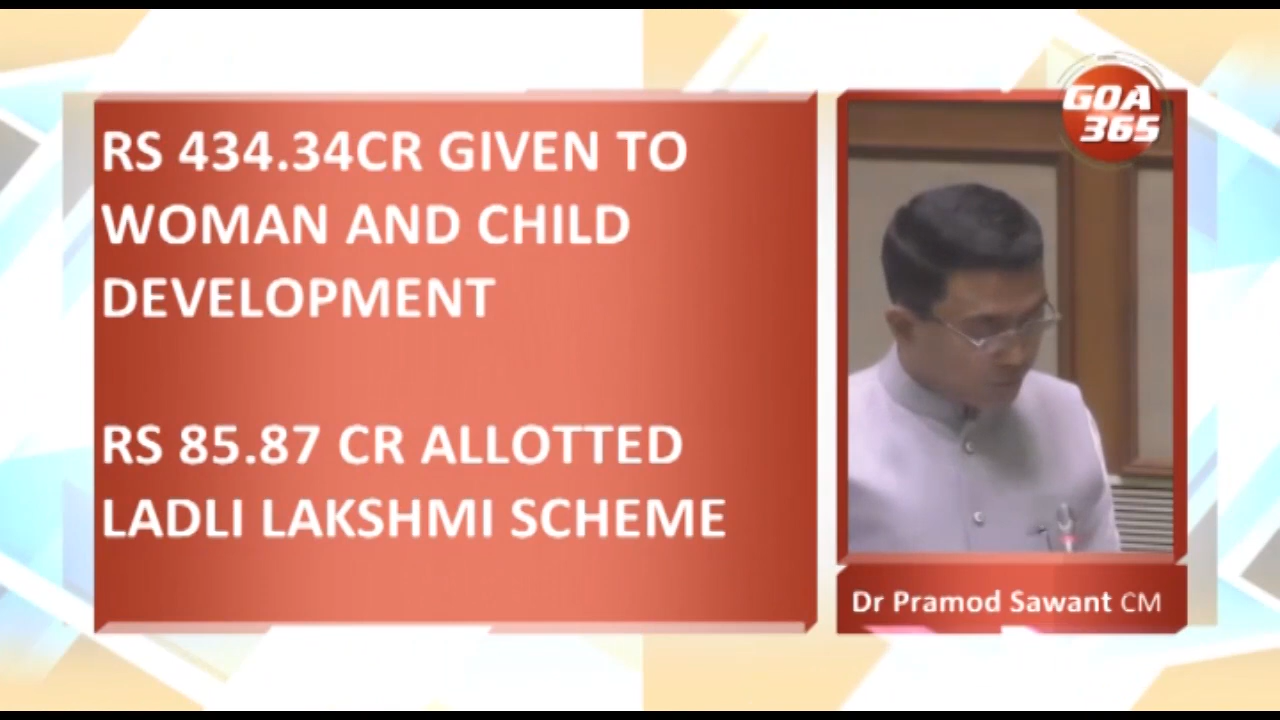 RS 434.34CR GIVEN TO
WOMAN AND CHILD
DEVELOPMENT
RS 85.87 CR ALLOTTED
LADLI LAKSHMI SCHEME
GOA
365
Dr Pramod Sawant CM